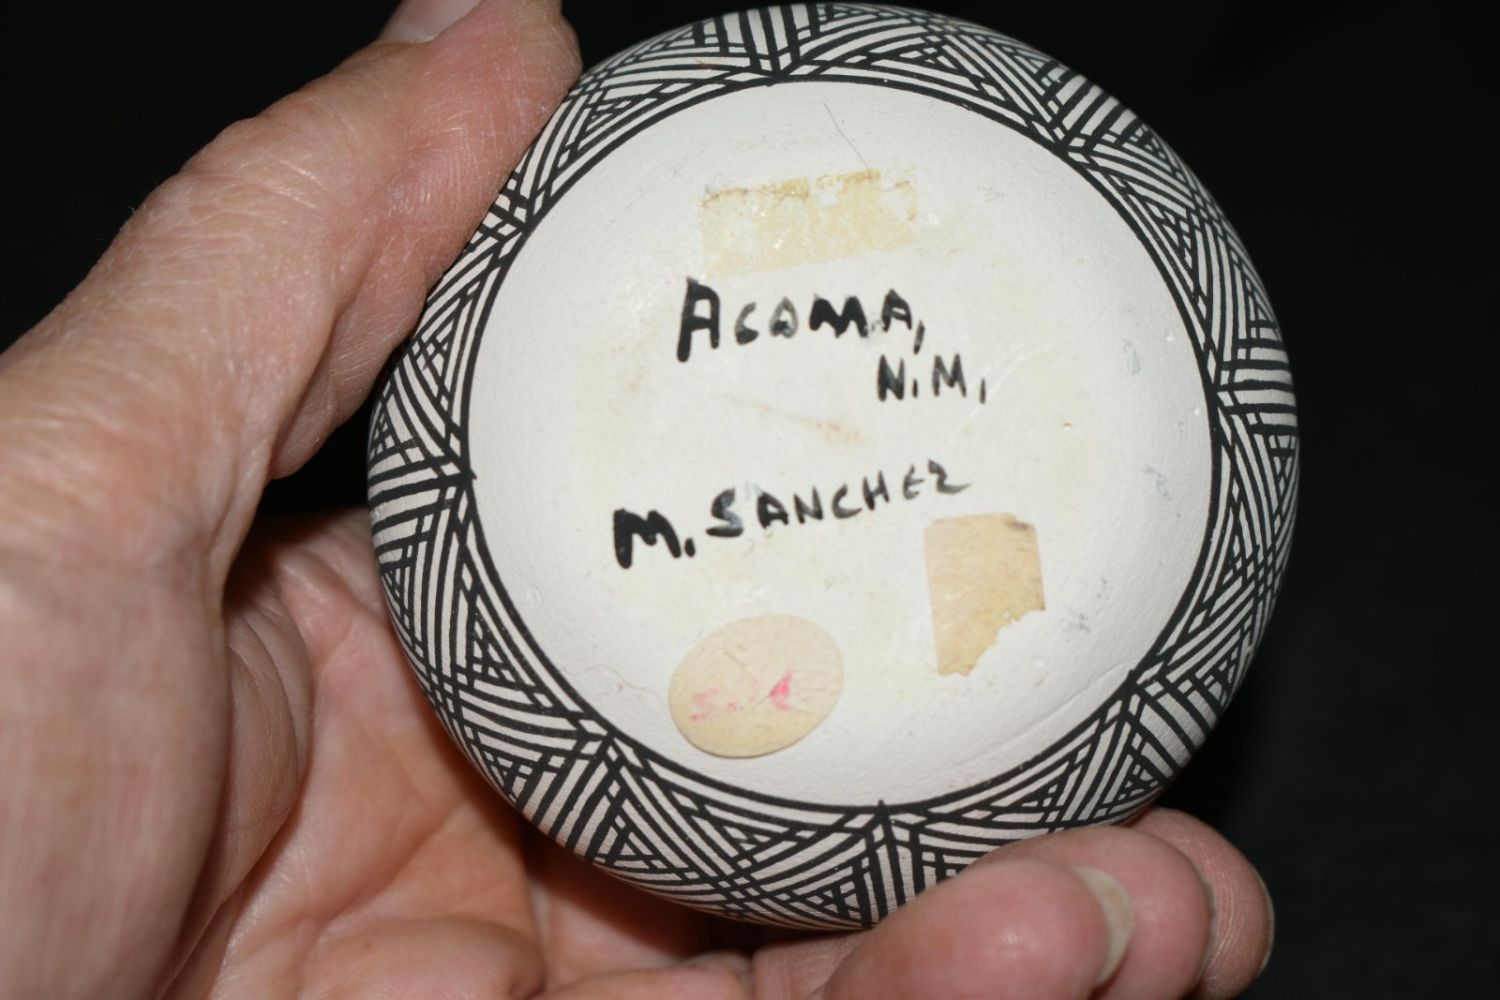 ACOMA,
N.M.
M. SANCHEZ